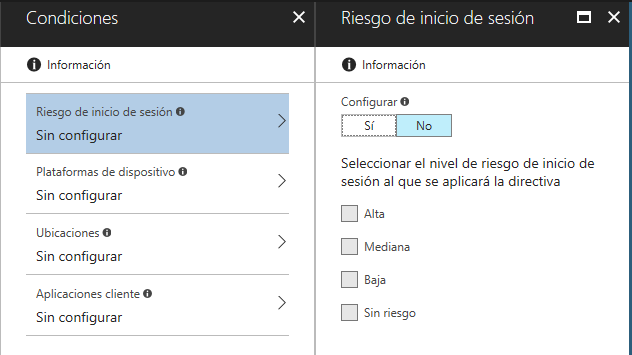 Condiciones
Información
Riesgo de inicio de sesión
Sin configurar
Plataformas de dispositivo
Sin configurar
Ubicaciones
Sin configurar
Aplicaciones cliente
Sin configurar
Riesgo de inicio de sesión
Información
Configurar
Sí No
Seleccionar el nivel de riesgo de inicio de
sesión al que se aplicará la directiva
Alta
Mediana
Baja
Sin riesgo